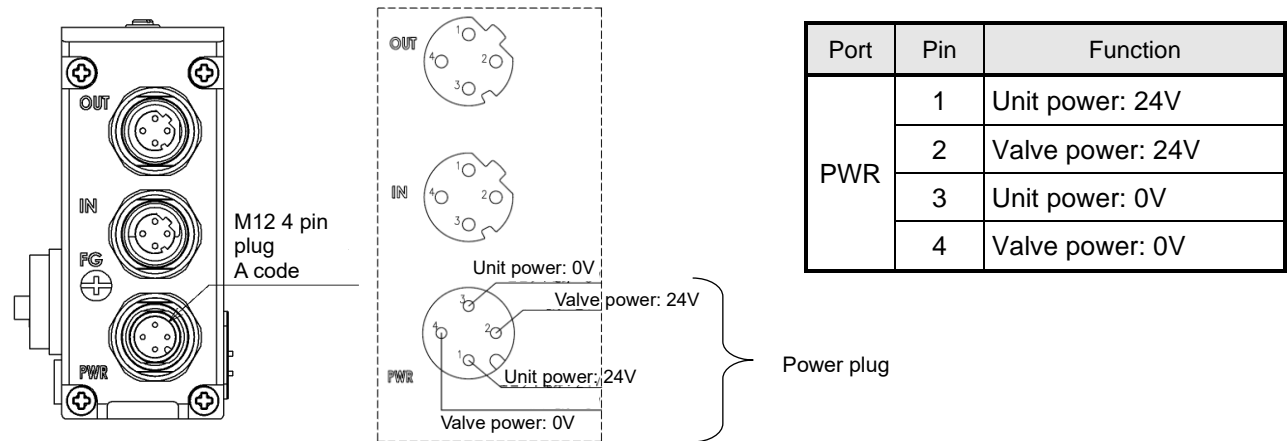 OUT
IN
FG
PWR
M12 4 pin
plug
A code
OUT
1
4
2
3
IN
1
4
2
3
Unit power: 0V
Valve power: 24V
3
4
2
1
PWR
Unit power: 24V
Valve power: 0V
Power plug
Port Pin Function
PWR
1 Unit power: 24V
2 Valve power: 24V
3 Unit power: 0V
4 Valve power: 0V